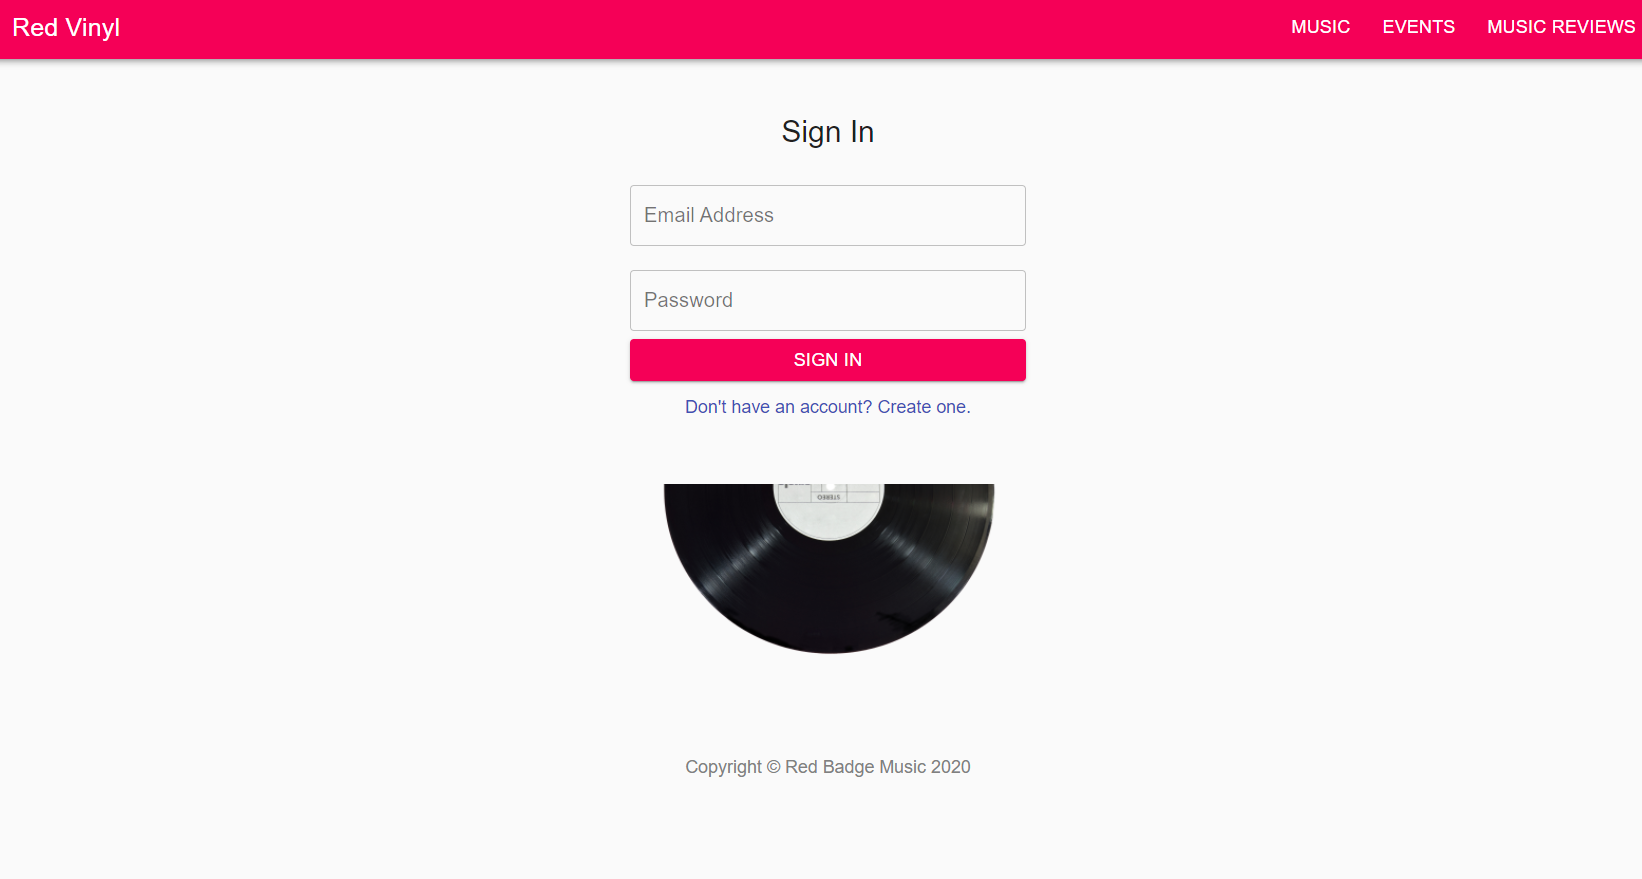 Red Vinyl
MUSIC EVENTS MUSIC REVIEWS
Sign In
Email Address
Password
SIGN IN
Don't have an account? Create one.
STEREO
Copyright © Red Badge Music 2020